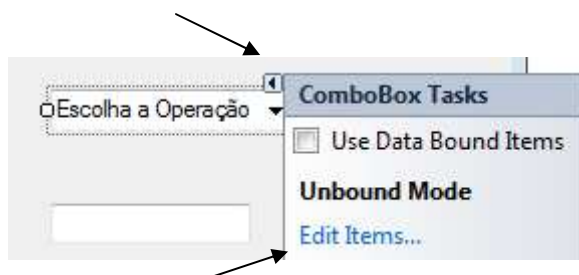 Escolha a Operação
ComboBox Tasks
Use Data Bound Items
Unbound Mode
Edit Items...